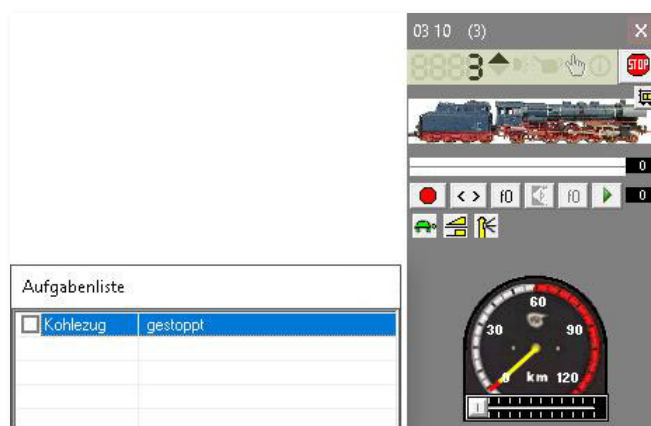 03 10 (3)
3
STOP
0
< > f0 f0 0
Aufgabenliste
Kohlezug gestoppt
60
30 90
0 km 120